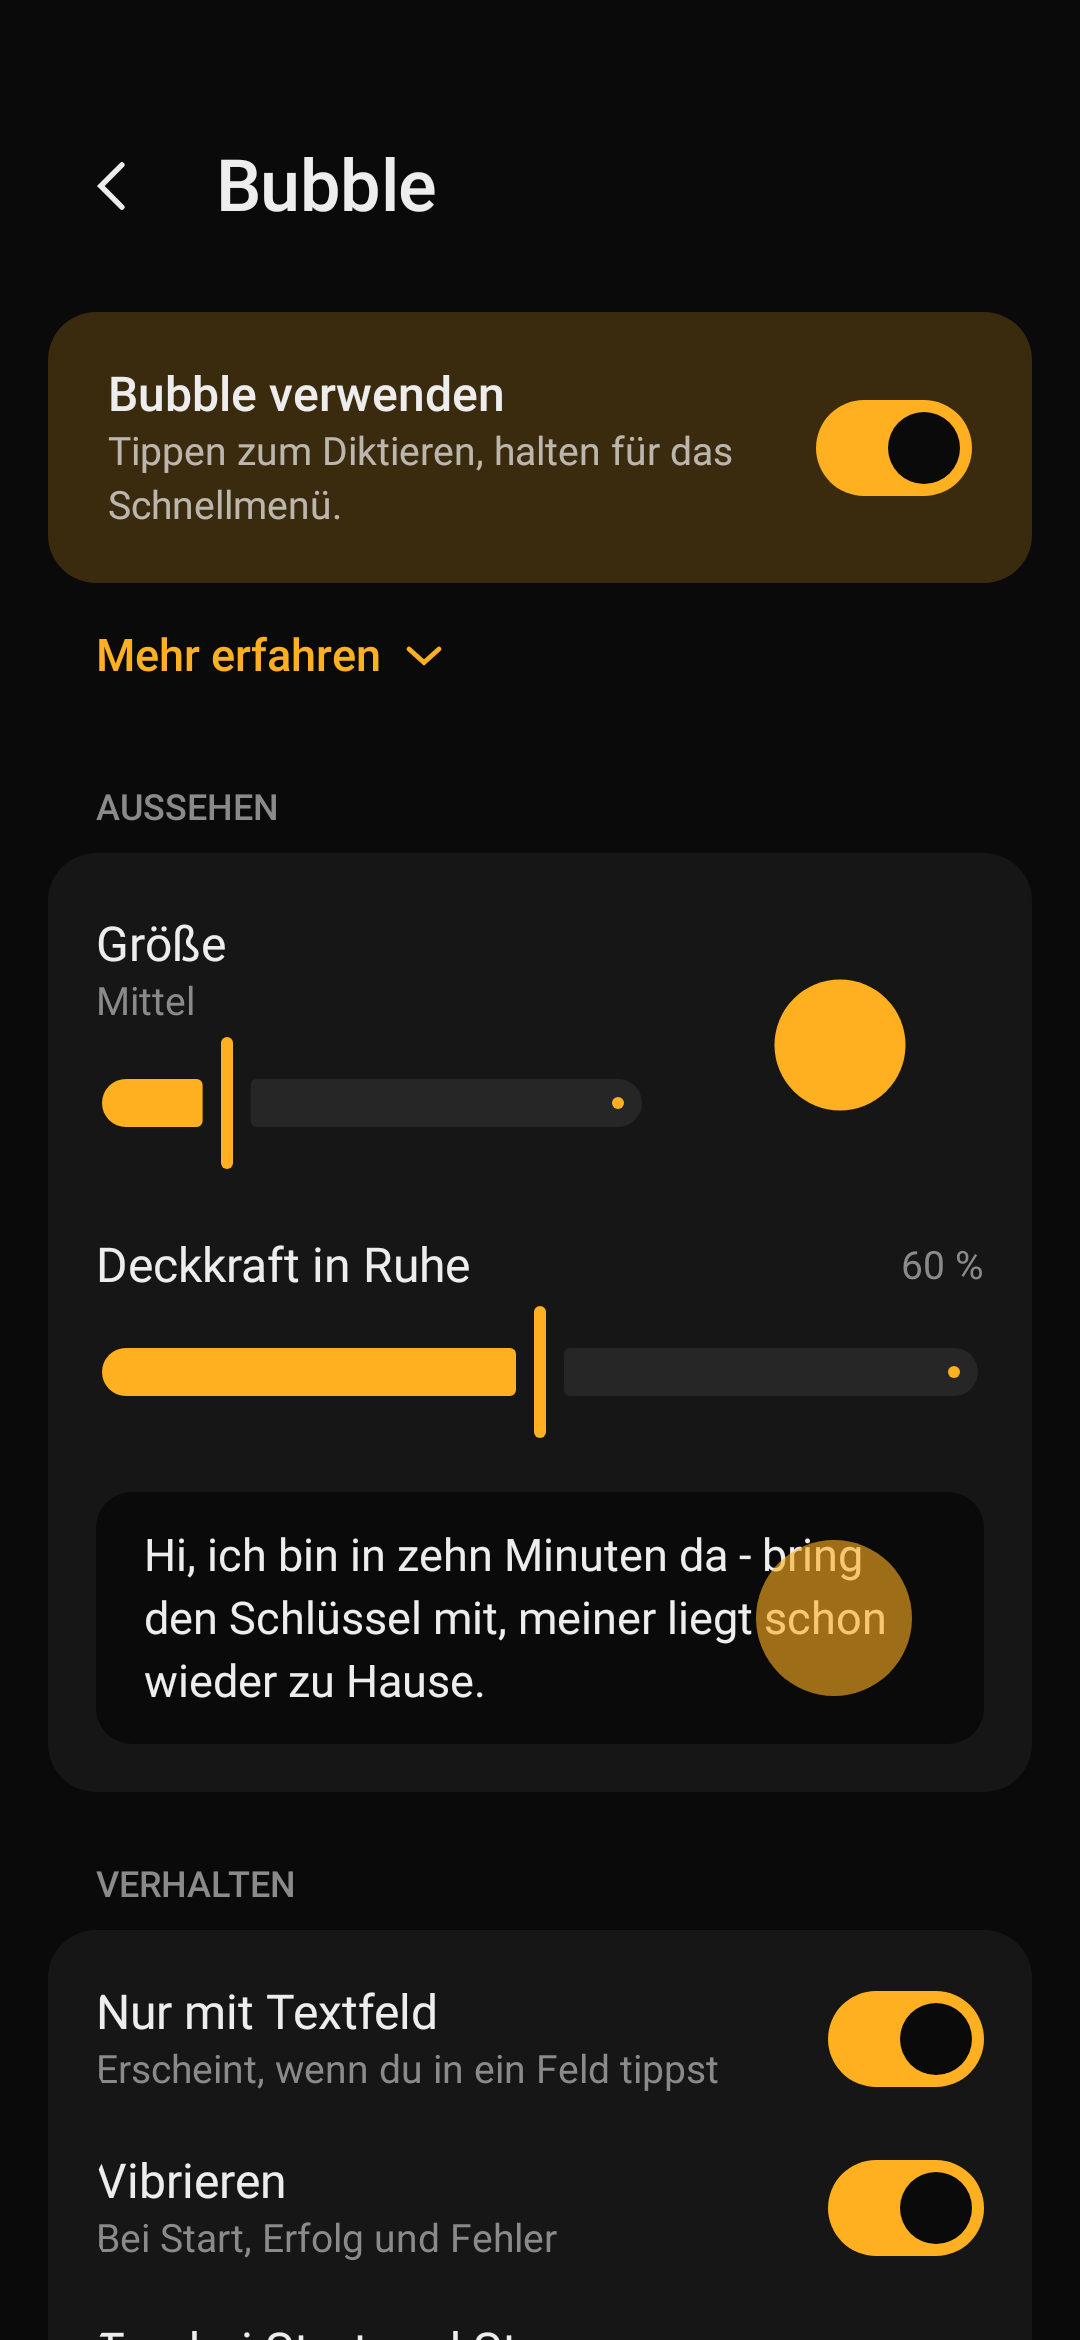 Bubble
Bubble verwenden
Tippen zum Diktieren, halten für das
Schnellmenü.
Mehr erfahren
AUSSEHEN
Größe
Mittel
Deckkraft in Ruhe
60 %
Hi, ich bin in zehn Minuten da - bring
den Schlüssel mit, meiner liegt schon
wieder zu Hause.
VERHALTEN
Nur mit Textfeld
Erscheint, wenn du in ein Feld tippst
Vibrieren
Bei Start, Erfolg und Fehler